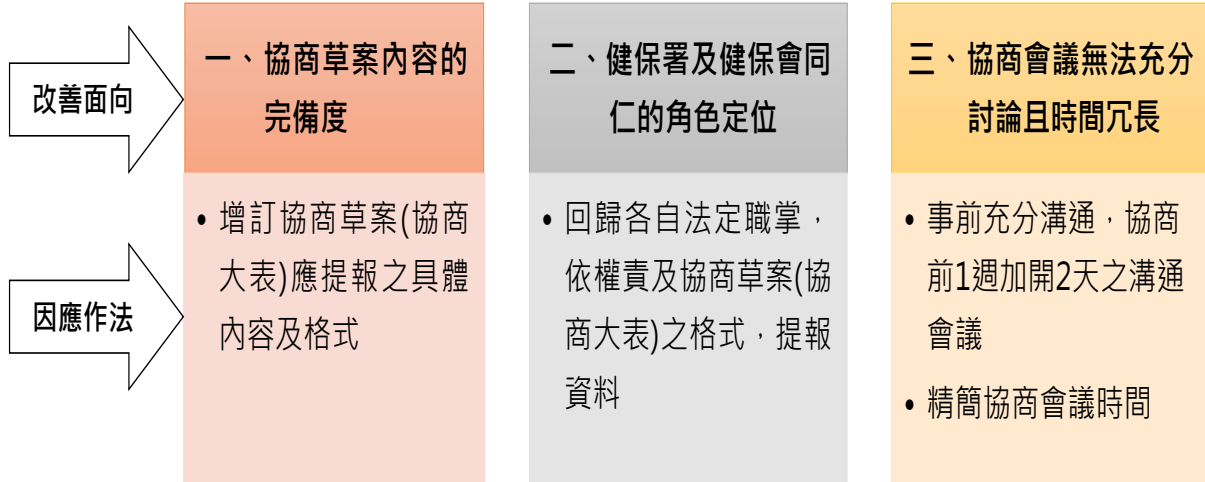 改善面向
一、協商草案內容的
完備度
二、健保署及健保會同
仁的角色定位
三、協商會議無法充分
討論且時間冗長
因應作法
• 增訂協商草案(協商
大表)應提報之具體
內容及格式
• 回歸各自法定職掌，
依權責及協商草案(協
商大表)之格式，提報
資料
• 事前充分溝通，協商
前1週加開2天之溝通
會議
• 精簡協商會議時間